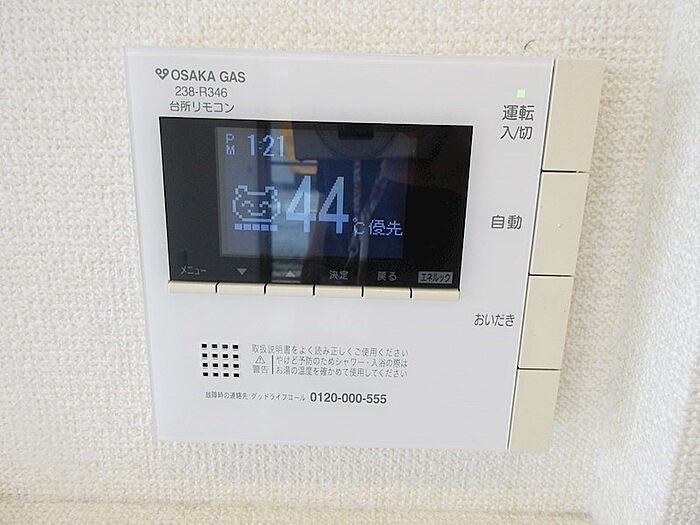 OSAKA GAS
238-R346
台所リモコン
運転
入/切
PM 1:21
44℃優先
自動
メニュー ▼ ▲ 決定 戻る エネルック
おいだき
取扱説明書をよく読み正しくご使用ください
警告 やけど予防のためシャワー・入浴の際は
お湯の温度を確かめて使用してください
故障時の連絡先:グッドライフコール 0120-000-555